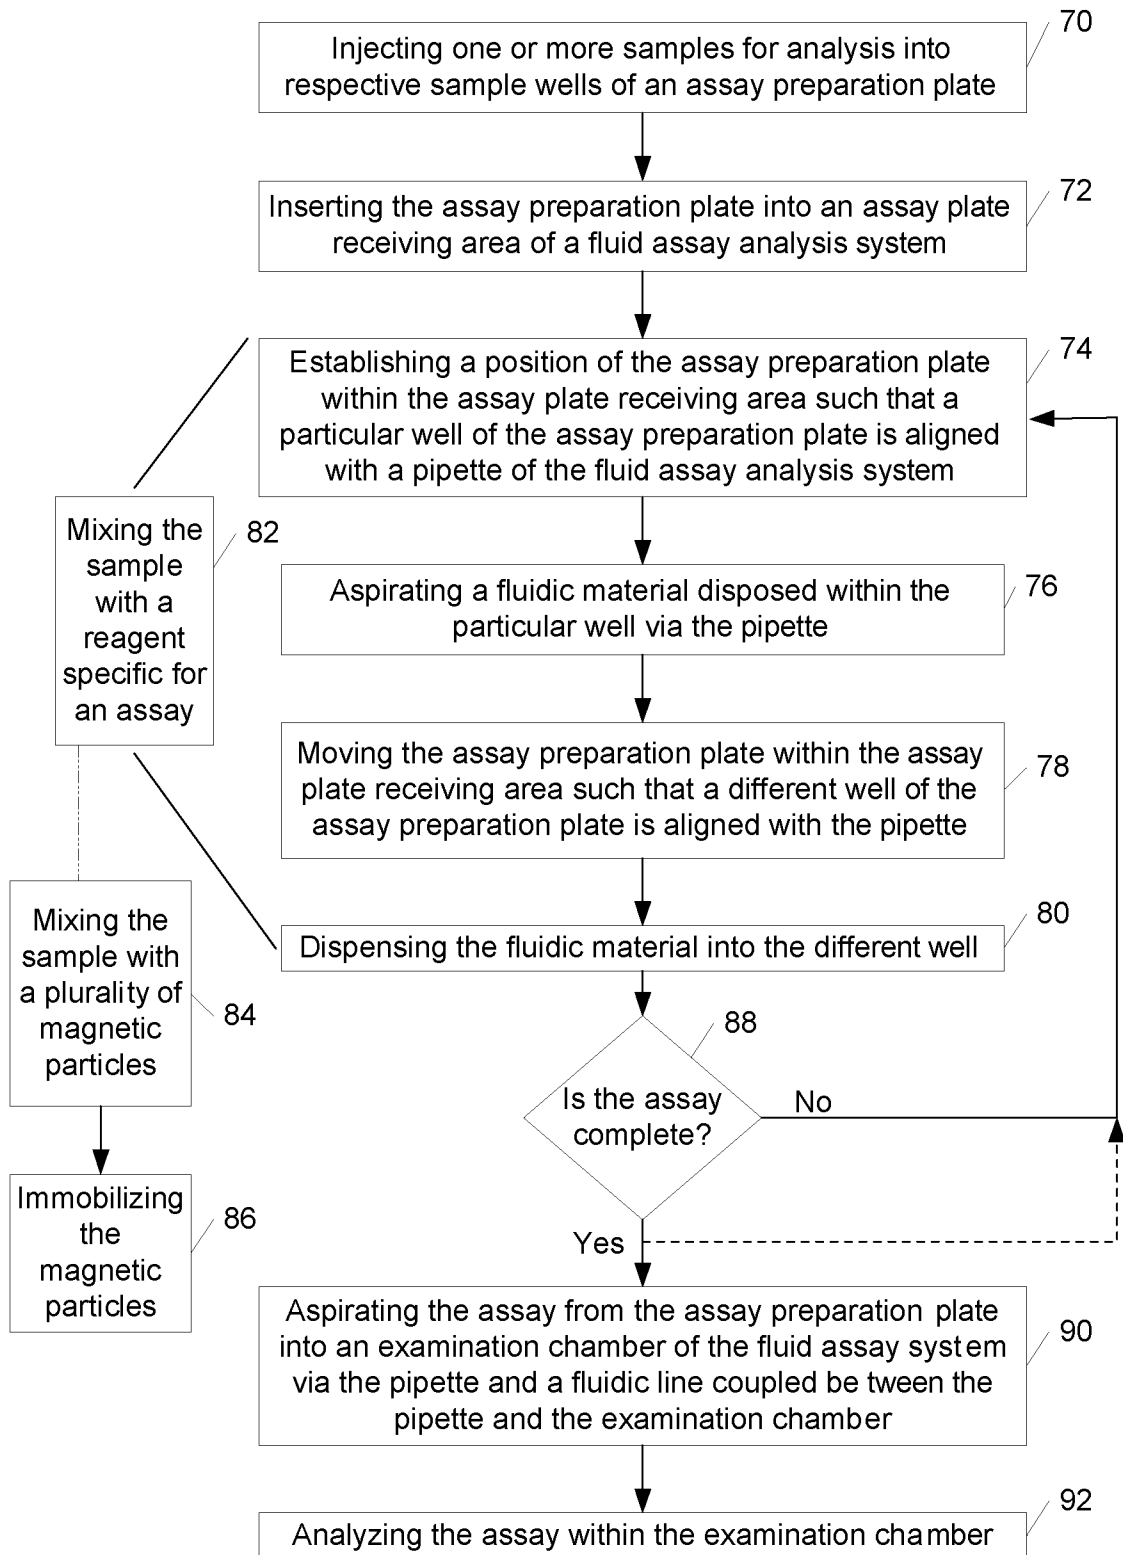 Injecting one or more samples for analysis into
respective sample wells of an assay preparation plate
70
Inserting the assay preparation plate into an assay plate
receiving area of a fluid assay analysis system
72
Establishing a position of the assay preparation plate
within the assay plate receiving area such that a
particular well of the assay preparation plate is aligned
with a pipette of the fluid assay analysis system
74
Mixing the
sample
with a
reagent
specific for
an assay
82
Aspirating a fluidic material disposed within the
particular well via the pipette
76
Moving the assay preparation plate within the assay
plate receiving area such that a different well of the
assay preparation plate is aligned with the pipette
78
Mixing the
sample with
a plurality of
magnetic
particles
84
Dispensing the fluidic material into the different well
80
88
Is the assay
complete?
No
Yes
Immobilizing
the
magnetic
particles
86
Aspirating the assay from the assay preparation plate
into an examination chamber of the fluid assay system
via the pipette and a fluidic line coupled be tween the
pipette and the examination chamber
90
Analyzing the assay within the examination chamber
92